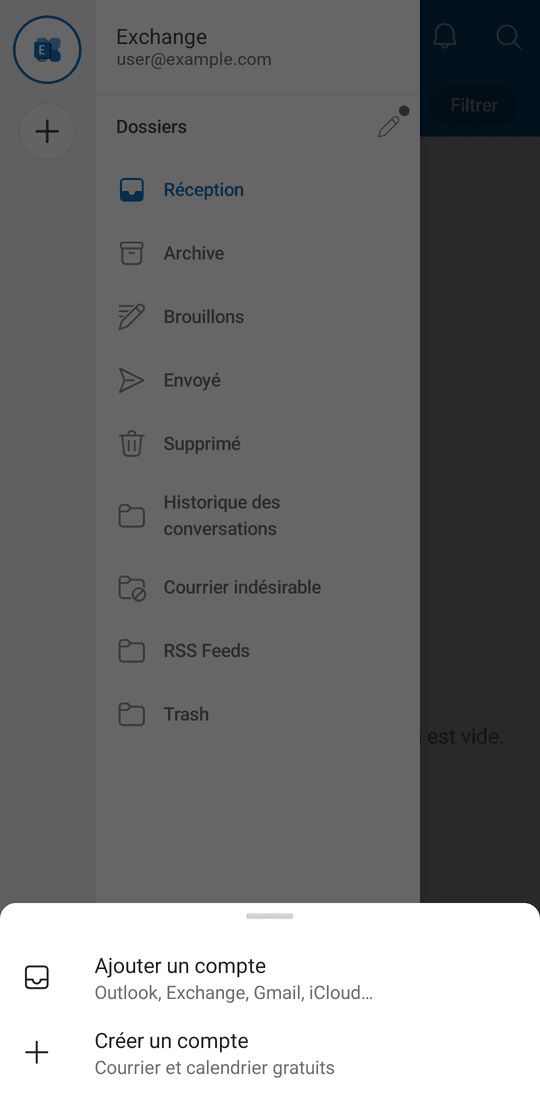 E
Exchange
user@example.com
Filtrer
Dossiers
Réception
Archive
Brouillons
Envoyé
Supprimé
Historique des
conversations
Courrier indésirable
RSS Feeds
Trash
est vide.
Ajouter un compte
Outlook, Exchange, Gmail, iCloud...
Créer un compte
Courrier et calendrier gratuits